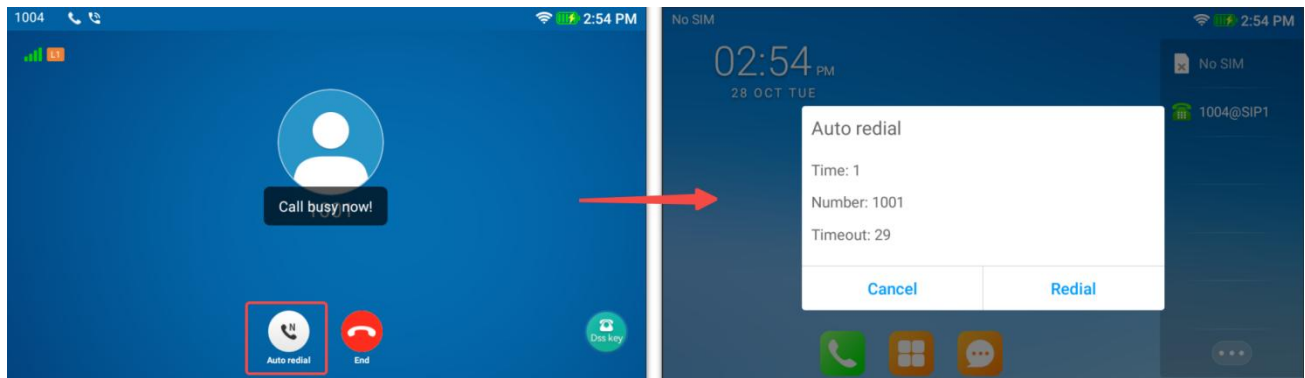 1004
2:54 PM
L1
Call busy now!
1001
N
Auto redial
End
Dss key
No SIM
2:54 PM
02:54 PM
28 OCT TUE
No SIM
1004@SIP1
Auto redial
Time: 1
Number: 1001
Timeout: 29
Cancel
Redial